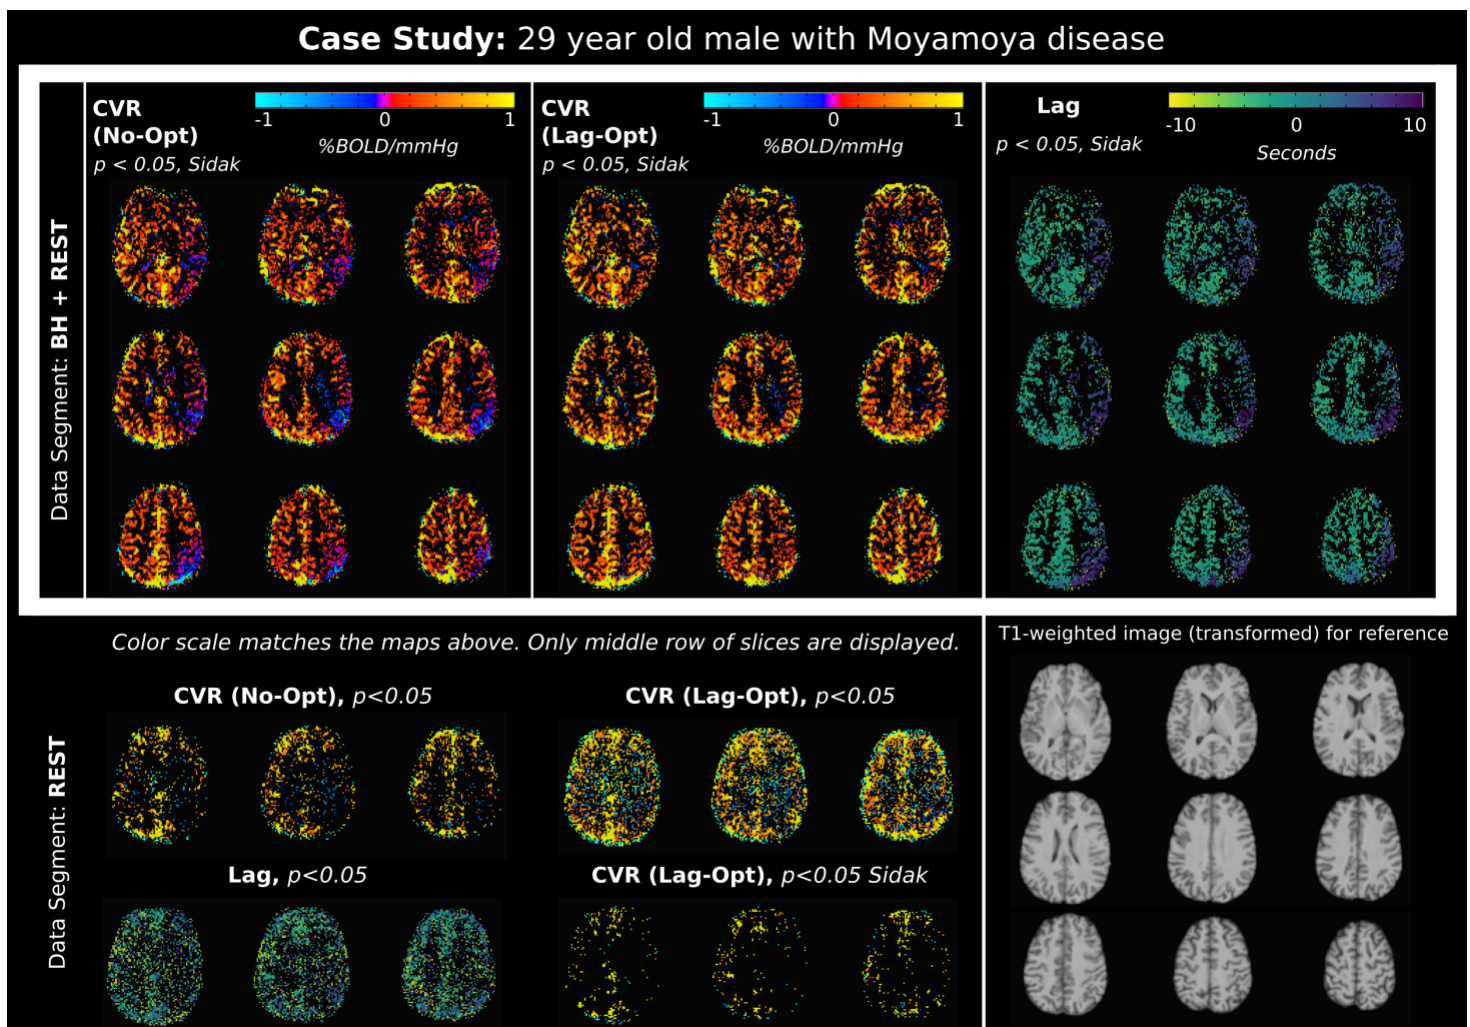 Case Study: 29 year old male with Moyamoya disease
Data Segment: BH + REST
CVR
(No-Opt)
p < 0.05, Sidak
-1 0 1
%BOLD/mmHg
CVR
(Lag-Opt)
p < 0.05, Sidak
-1 0 1
%BOLD/mmHg
Lag
p < 0.05, Sidak
-10 0 10
Seconds
Color scale matches the maps above. Only middle row of slices are displayed.
T1-weighted image (transformed) for reference
Data Segment: REST
CVR (No-Opt), p<0.05
CVR (Lag-Opt), p<0.05
Lag, p<0.05
CVR (Lag-Opt), p<0.05 Sidak